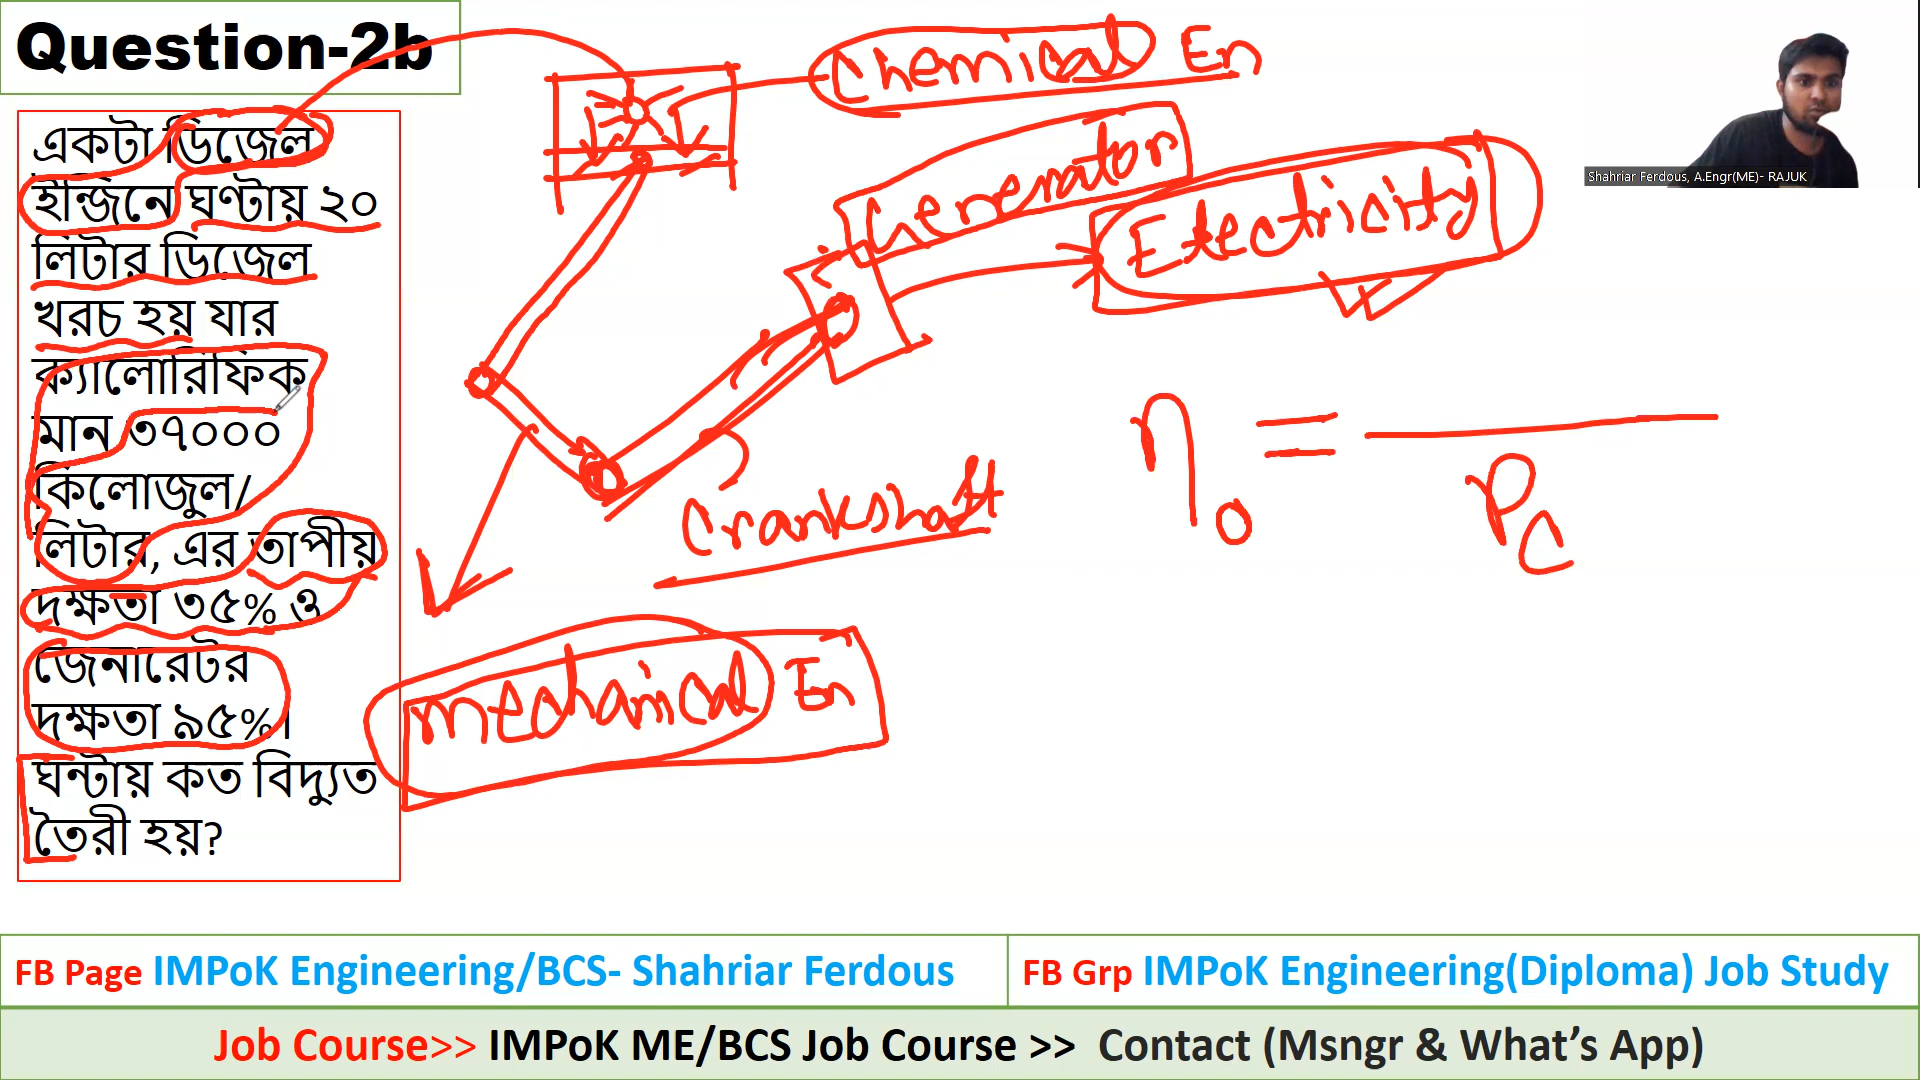 Question-2b
একটা ডিজেল
ইন্জিনে ঘণ্টায় ২০
লিটার ডিজেল
খরচ হয় যার
ক্যালোরিফিক
মান ৩৭০০০
কিলোজুল/
লিটার, এর তাপীয়
দক্ষতা ৩৫% ও
জেনারেটর
দক্ষতা ৯৫%।
ঘন্টায় কত বিদ্যুত
তৈরী হয়?
Chemical En
Generator
Electricity
Crankshaft
mechanical En
η₀ =
Pc
Shahriar Ferdous, A.Engr(ME)- RAJUK
FB Page IMPoK Engineering/BCS- Shahriar Ferdous
FB Grp IMPoK Engineering(Diploma) Job Study
Job Course>> IMPoK ME/BCS Job Course >> Contact (Msngr & What’s App)